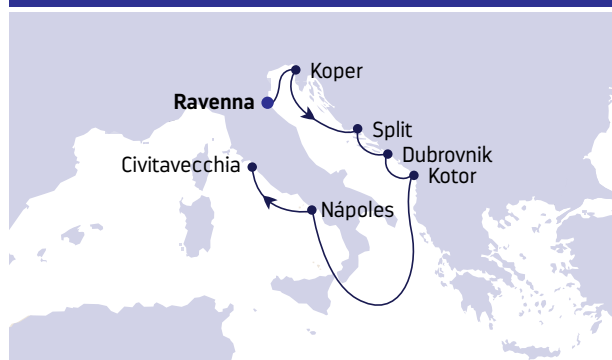 Koper
Ravenna
Split
Dubrovnik
Civitavecchia
Kotor
Nápoles